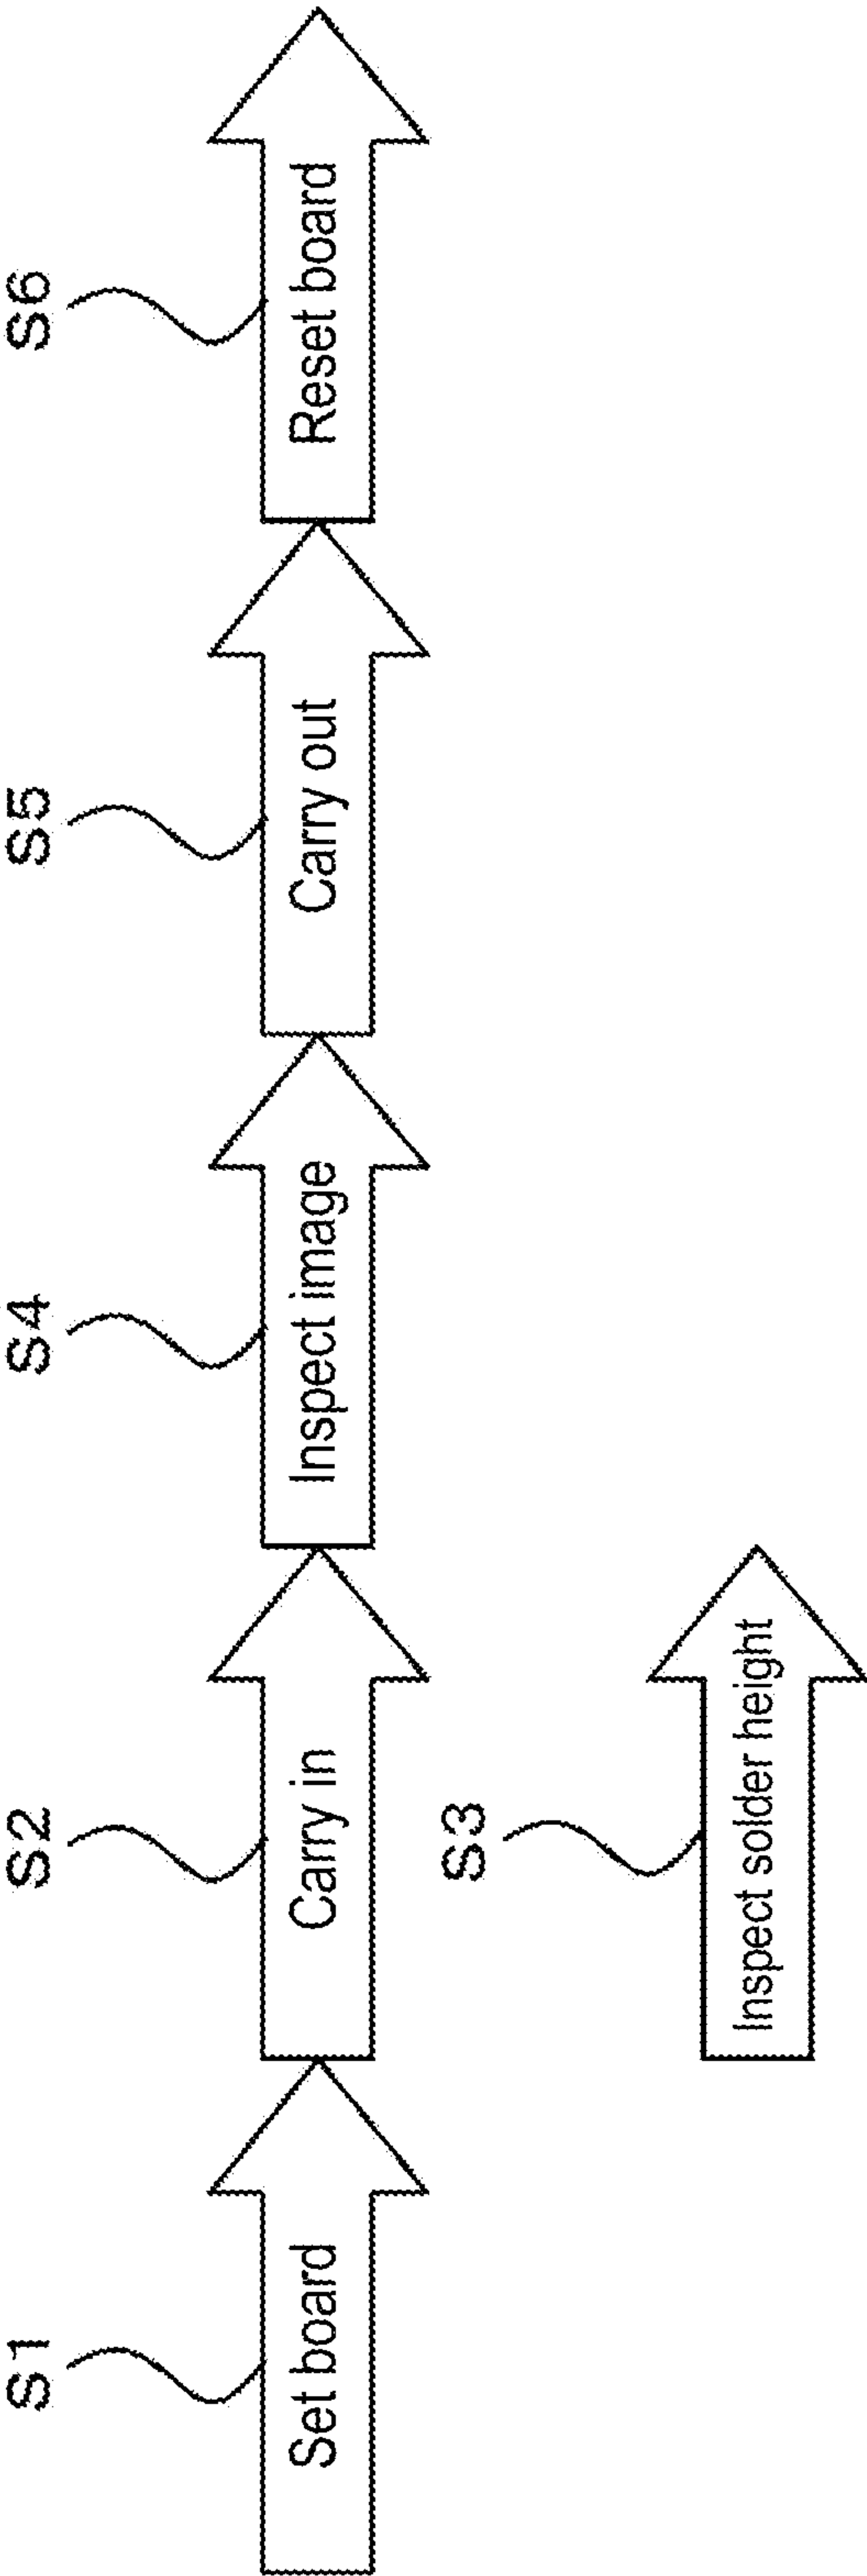 S1
Set board
S2
Carry in
S4
Inspect image
S5
Carry out
S6
Reset board
S3
Inspect solder height